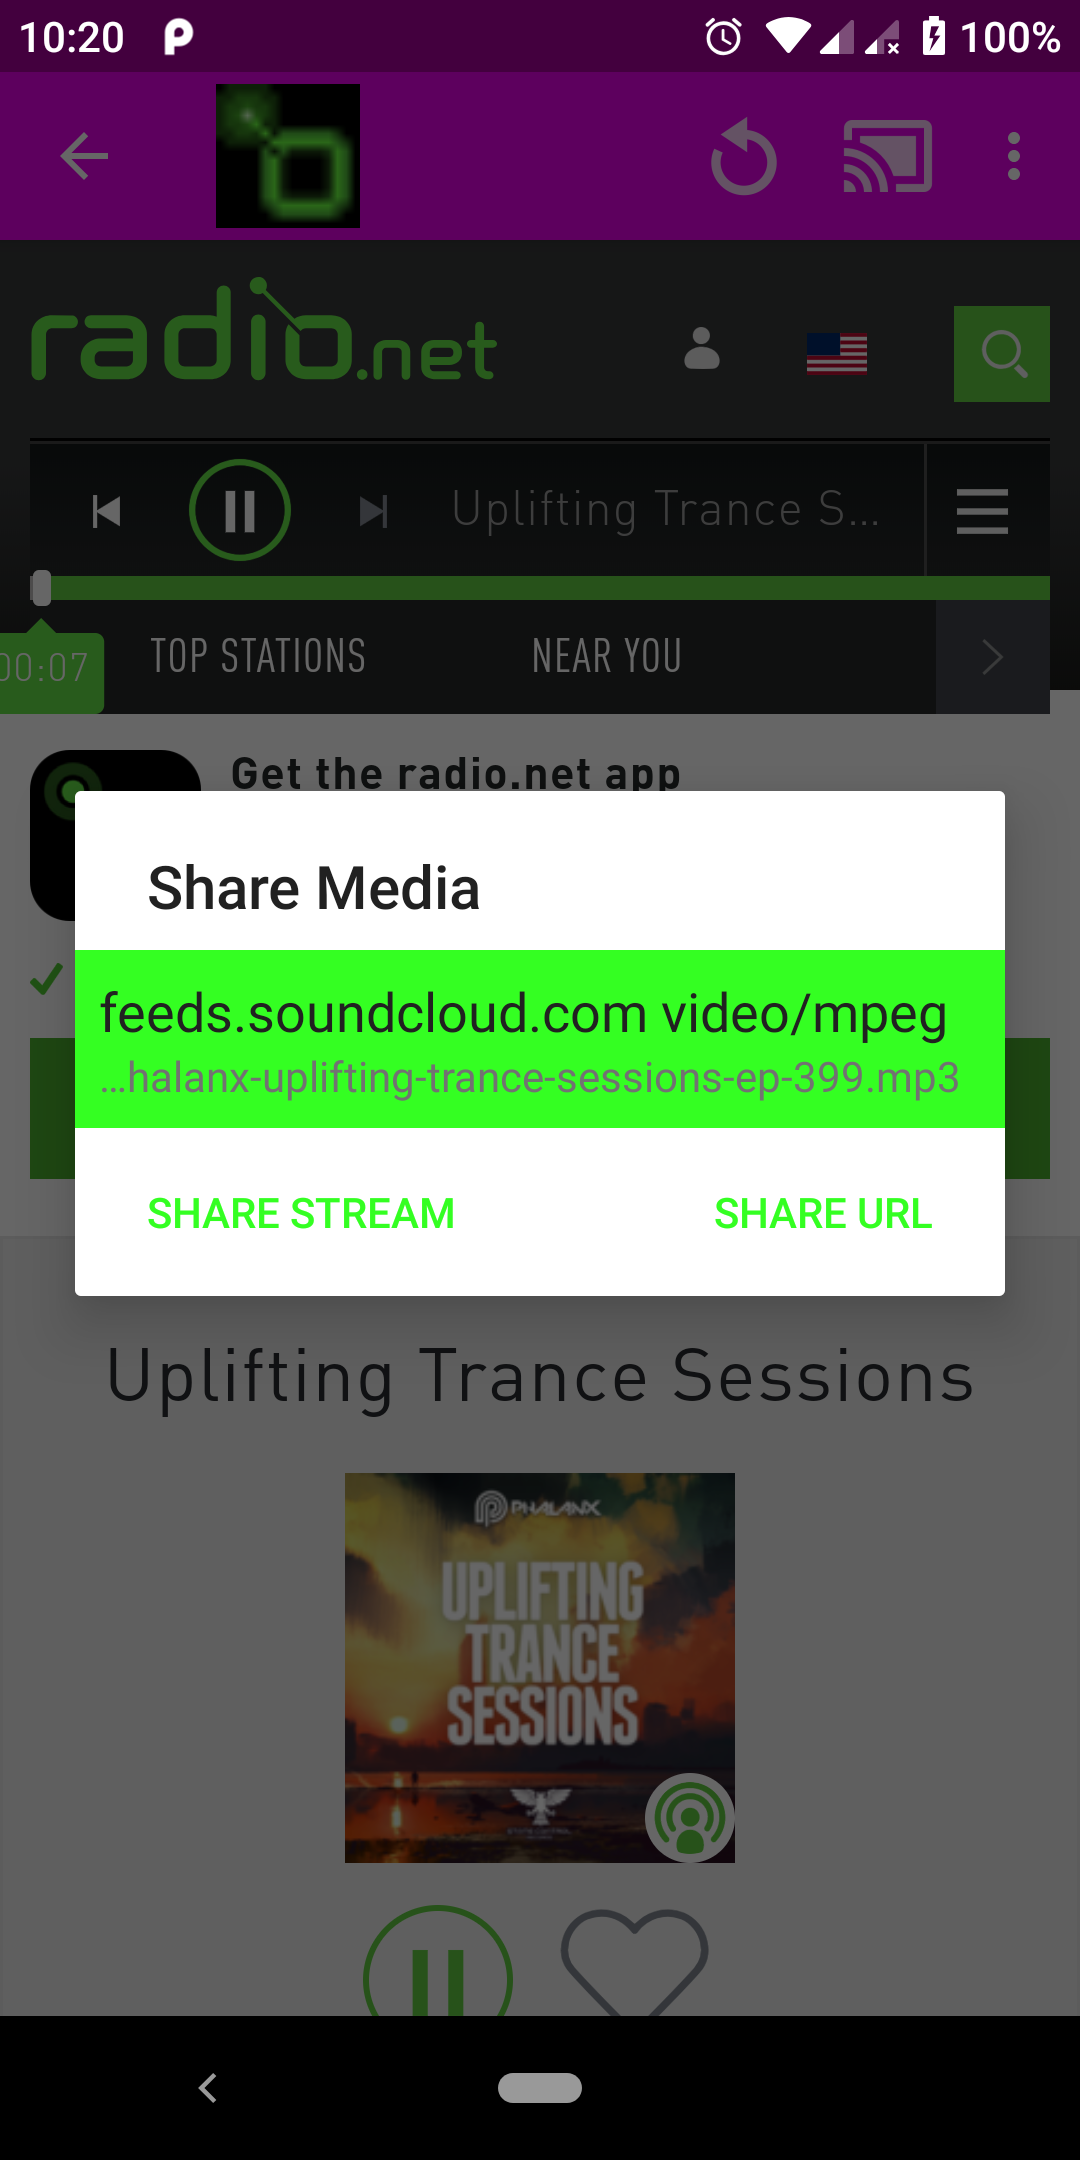 10:20
100%
radio.net
Uplifting Trance S...
00:07
TOP STATIONS
NEAR YOU
Get the radio.net app
Share Media
feeds.soundcloud.com video/mpeg
...halanx-uplifting-trance-sessions-ep-399.mp3
SHARE STREAM
SHARE URL
Uplifting Trance Sessions
PHALANX
UPLIFTING
TRANCE
SESSIONS